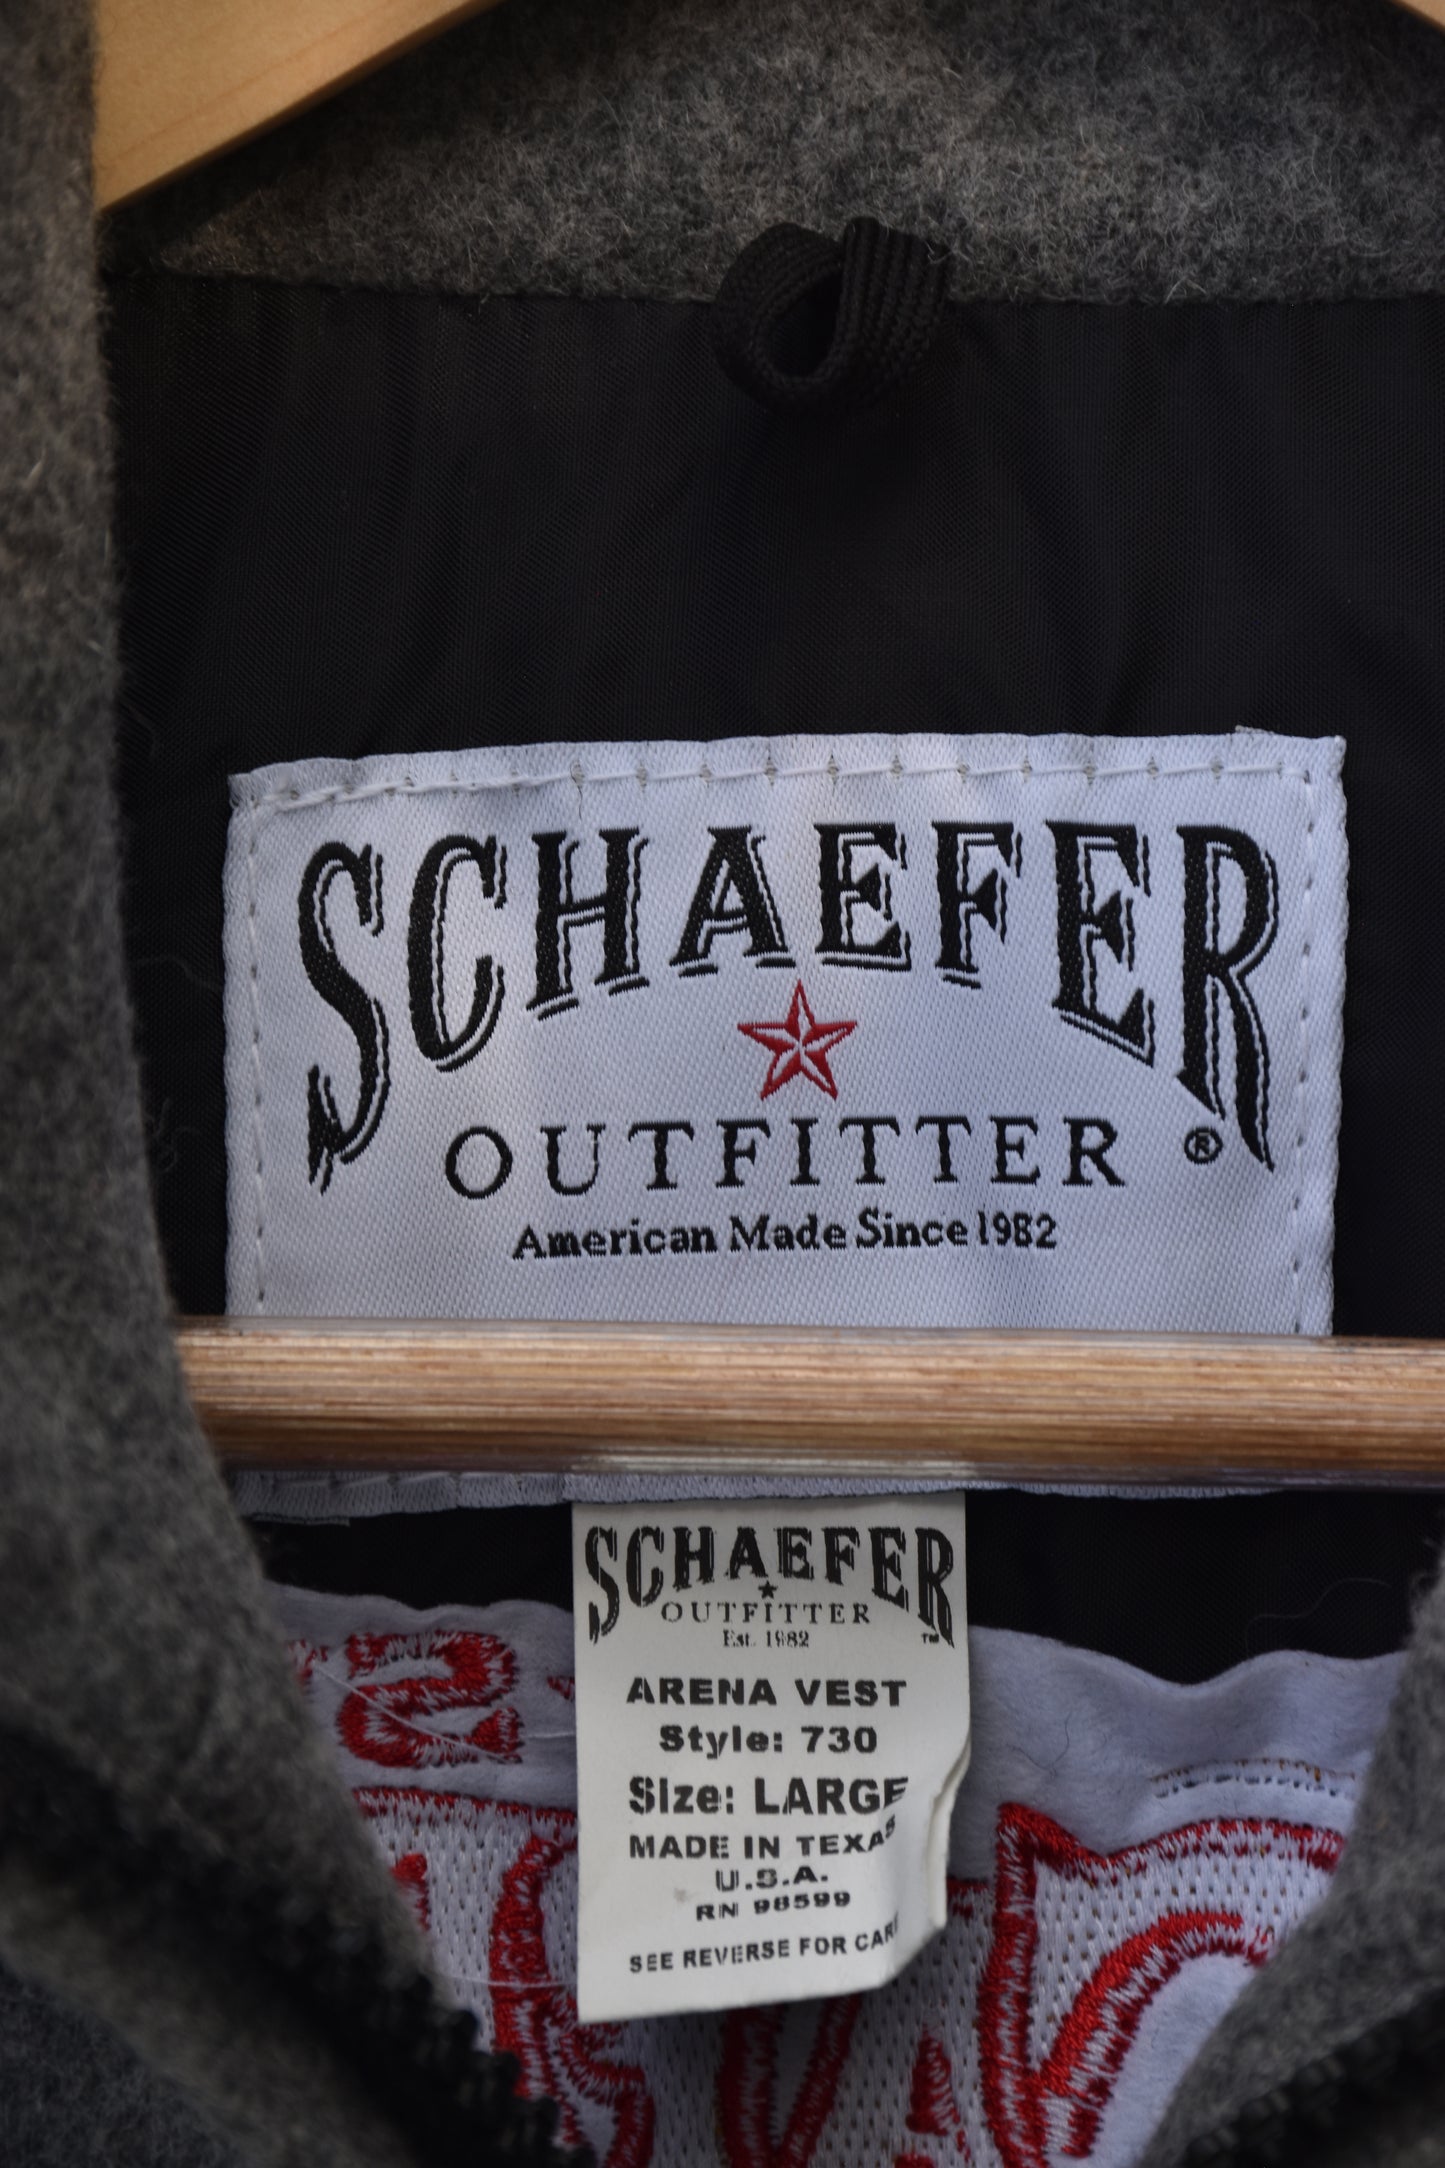 SCHAEFER
OUTFITTER ®
American Made Since 1982
SCHAEFER
OUTFITTER
Est. 1982 ™
ARENA VEST
Style: 730
Size: LARGE
MADE IN TEXAS
U.S.A.
RN 98599
SEE REVERSE FOR CAR